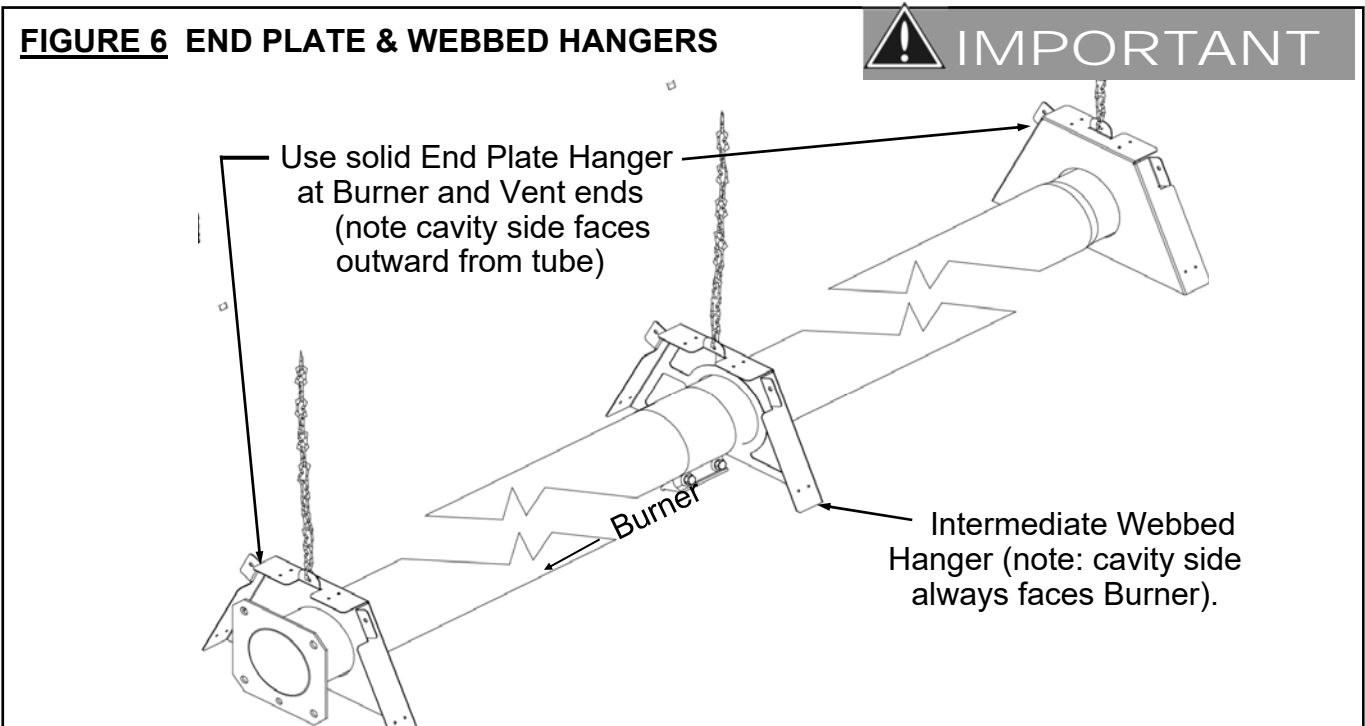 FIGURE 6 END PLATE & WEBBED HANGERS
IMPORTANT
Use solid End Plate Hanger
at Burner and Vent ends
(note cavity side faces
outward from tube)
Burner
Intermediate Webbed
Hanger (note: cavity side
always faces Burner).